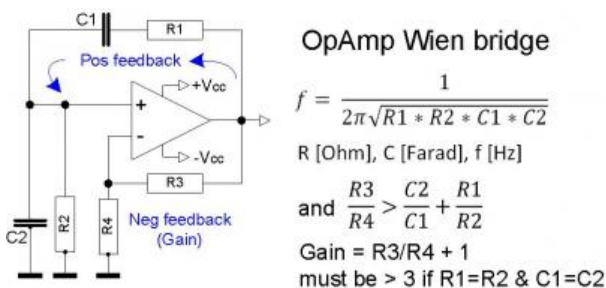 C1
R1
Pos feedback
+Vcc
+
-
-Vcc
R3
R2
R4
C2
Neg feedback
(Gain)
OpAmp Wien bridge
f = 1 / 2π√R1 * R2 * C1 * C2
R [Ohm], C [Farad], f [Hz]
and R3/R4 > C2/C1 + R1/R2
Gain = R3/R4 + 1
must be > 3 if R1=R2 & C1=C2